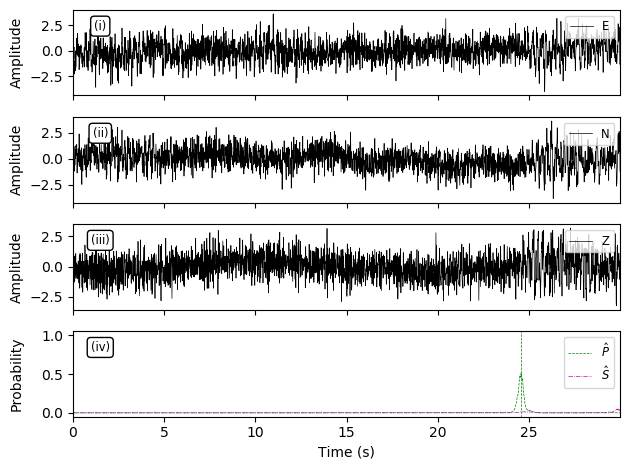 Amplitude
2.5
0.0
−2.5
(i)
E
Amplitude
2.5
0.0
−2.5
(ii)
N
Amplitude
2.5
0.0
−2.5
(iii)
Z
Probability
1.0
0.5
0.0
(iv)
P̂
Ŝ
0 5 10 15 20 25
Time (s)